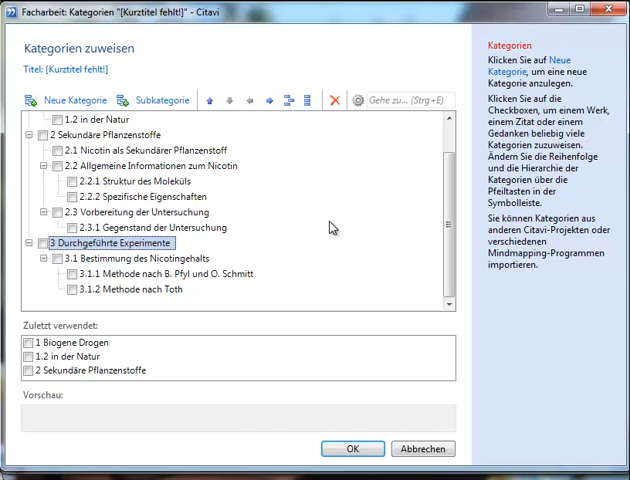 Facharbeit: Kategorien "[Kurztitel fehlt!]" - Citavi
Kategorien zuweisen
Titel: [Kurztitel fehlt!]
Neue Kategorie
Subkategorie
Gehe zu... (Strg+E)
1.2 in der Natur
2 Sekundäre Pflanzenstoffe
2.1 Nicotin als Sekundärer Pflanzenstoff
2.2 Allgemeine Informationen zum Nicotin
2.2.1 Struktur des Moleküls
2.2.2 Spezifische Eigenschaften
2.3 Vorbereitung der Untersuchung
2.3.1 Gegenstand der Untersuchung
3 Durchgeführte Experimente
3.1 Bestimmung des Nicotingehalts
3.1.1 Methode nach B. Pfyl und O. Schmitt
3.1.2 Methode nach Toth
Zuletzt verwendet:
1 Biogene Drogen
1.2 in der Natur
2 Sekundäre Pflanzenstoffe
Vorschau:
OK
Abbrechen
Kategorien
Klicken Sie auf Neue
Kategorie, um eine neue
Kategorie anzulegen.
Klicken Sie auf die
Checkboxen, um einem Werk,
einem Zitat oder einem
Gedanken beliebig viele
Kategorien zuzuweisen.
Ändern Sie die Reihenfolge
und die Hierarchie der
Kategorien über die
Pfeiltasten in der
Symbolleiste.
Sie können Kategorien aus
anderen Citavi-Projekten oder
verschiedenen
Mindmapping-Programmen
importieren.